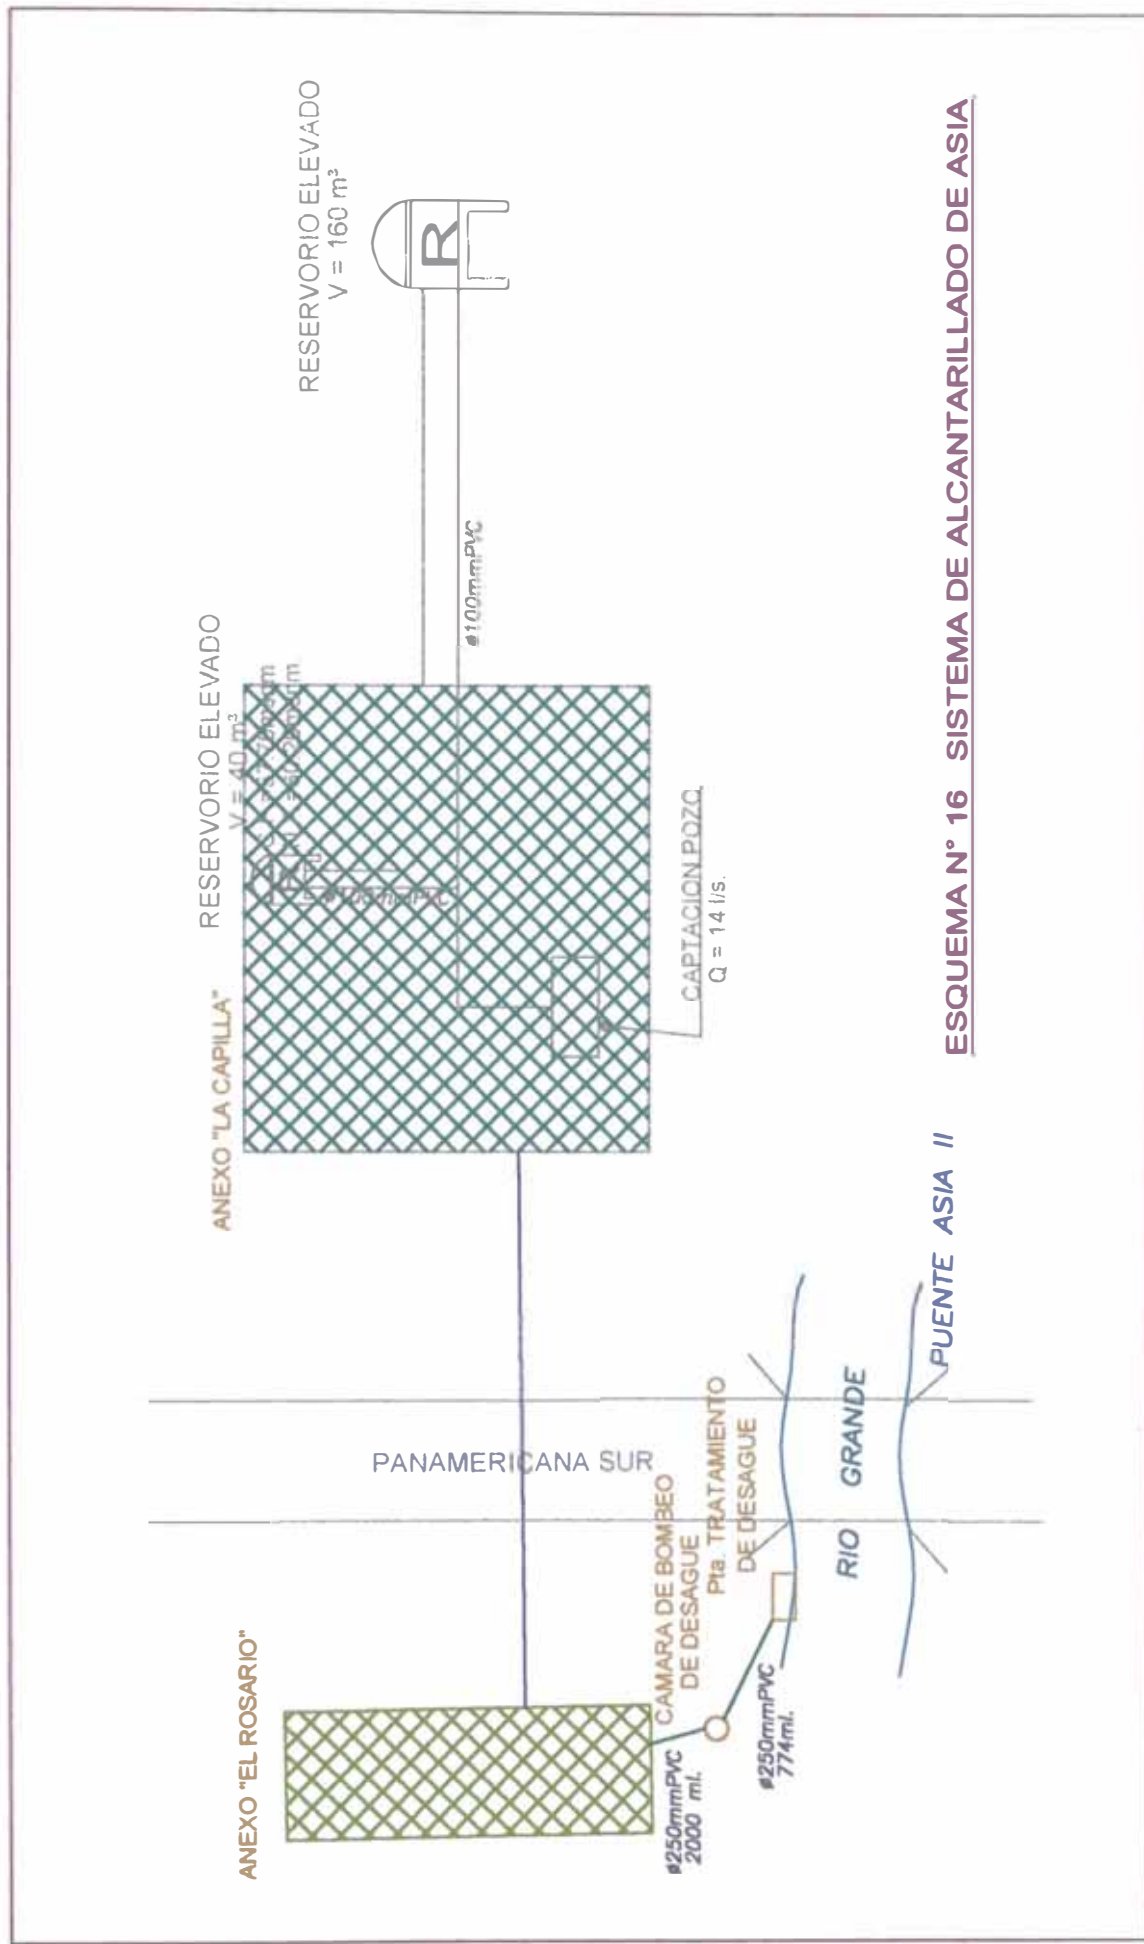 ANEXO "EL ROSARIO"
ANEXO "LA CAPILLA"
RESERVORIO ELEVADO
V = 40 m³
RESERVORIO ELEVADO
V = 160 m³
R
ø100mmPVC
ø100mmPVC
PANAMERICANA SUR
CAPTACION POZO
Q = 14 l/s.
CAMARA DE BOMBEO
DE DESAGUE
Pta. TRATAMIENTO
DE DESAGUE
ø250mmPVC
2000 ml.
ø250mmPVC
774ml.
RIO GRANDE
PUENTE ASIA II
ESQUEMA N° 16 SISTEMA DE ALCANTARILLADO DE ASIA